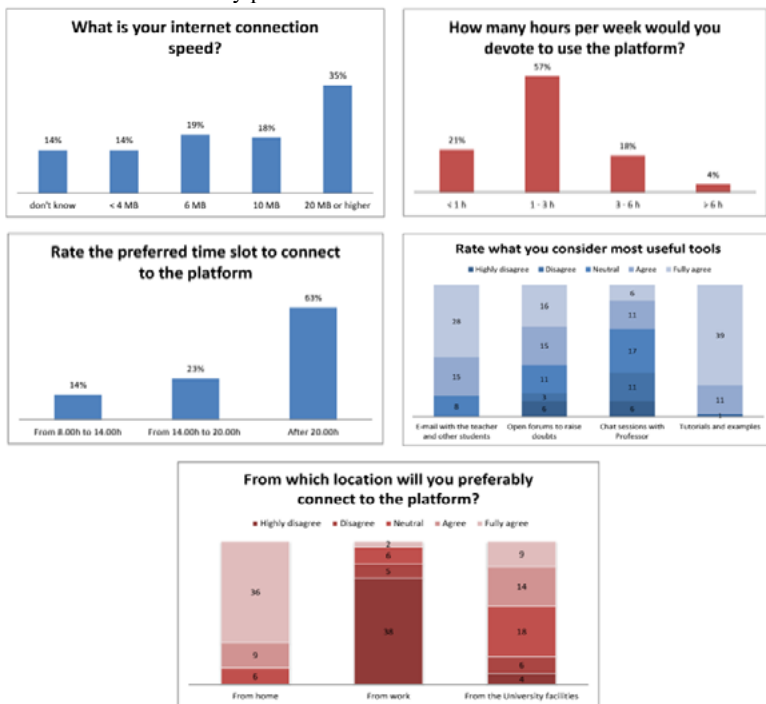 What is your internet connection
speed?
35%
19%
18%
14%
14%
don't know
< 4 MB
6 MB
10 MB
20 MB or higher
How many hours per week would you
devote to use the platform?
57%
21%
18%
4%
< 1 h
1 - 3 h
3 - 6 h
> 6 h
Rate the preferred time slot to connect
to the platform
63%
23%
14%
From 8.00h to 14.00h
From 14.00h to 20.00h
After 20.00h
Rate what you consider most useful tools
Highly disagree Disagree Neutral Agree Fully agree
28
15
8
16
15
11
3
6
6
11
17
11
6
39
11
1
E-mail with the teacher
and other students
Open forums to raise
doubts
Chat sessions with
Professor
Tutorials and examples
From which location will you preferably
connect to the platform?
Highly disagree Disagree Neutral Agree Fully agree
36
9
6
2
6
5
38
9
14
18
6
4
From home
From work
From the University facilities